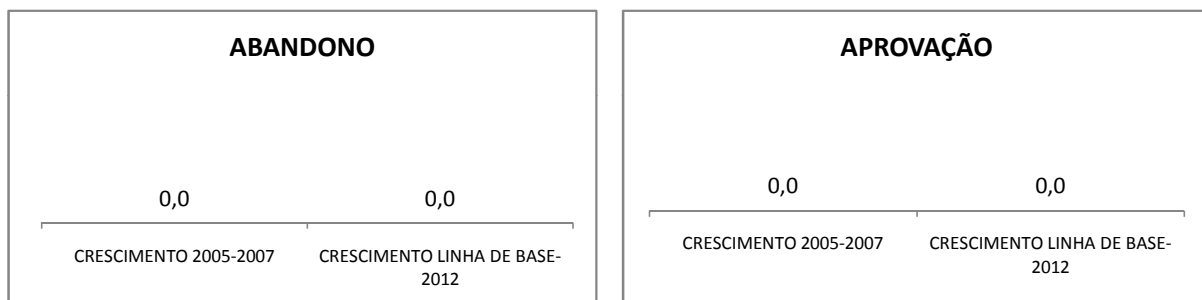 ABANDONO
0,0
0,0
CRESCIMENTO 2005-2007
CRESCIMENTO LINHA DE BASE-
2012
APROVAÇÃO
0,0
0,0
CRESCIMENTO 2005-2007
CRESCIMENTO LINHA DE BASE-
2012